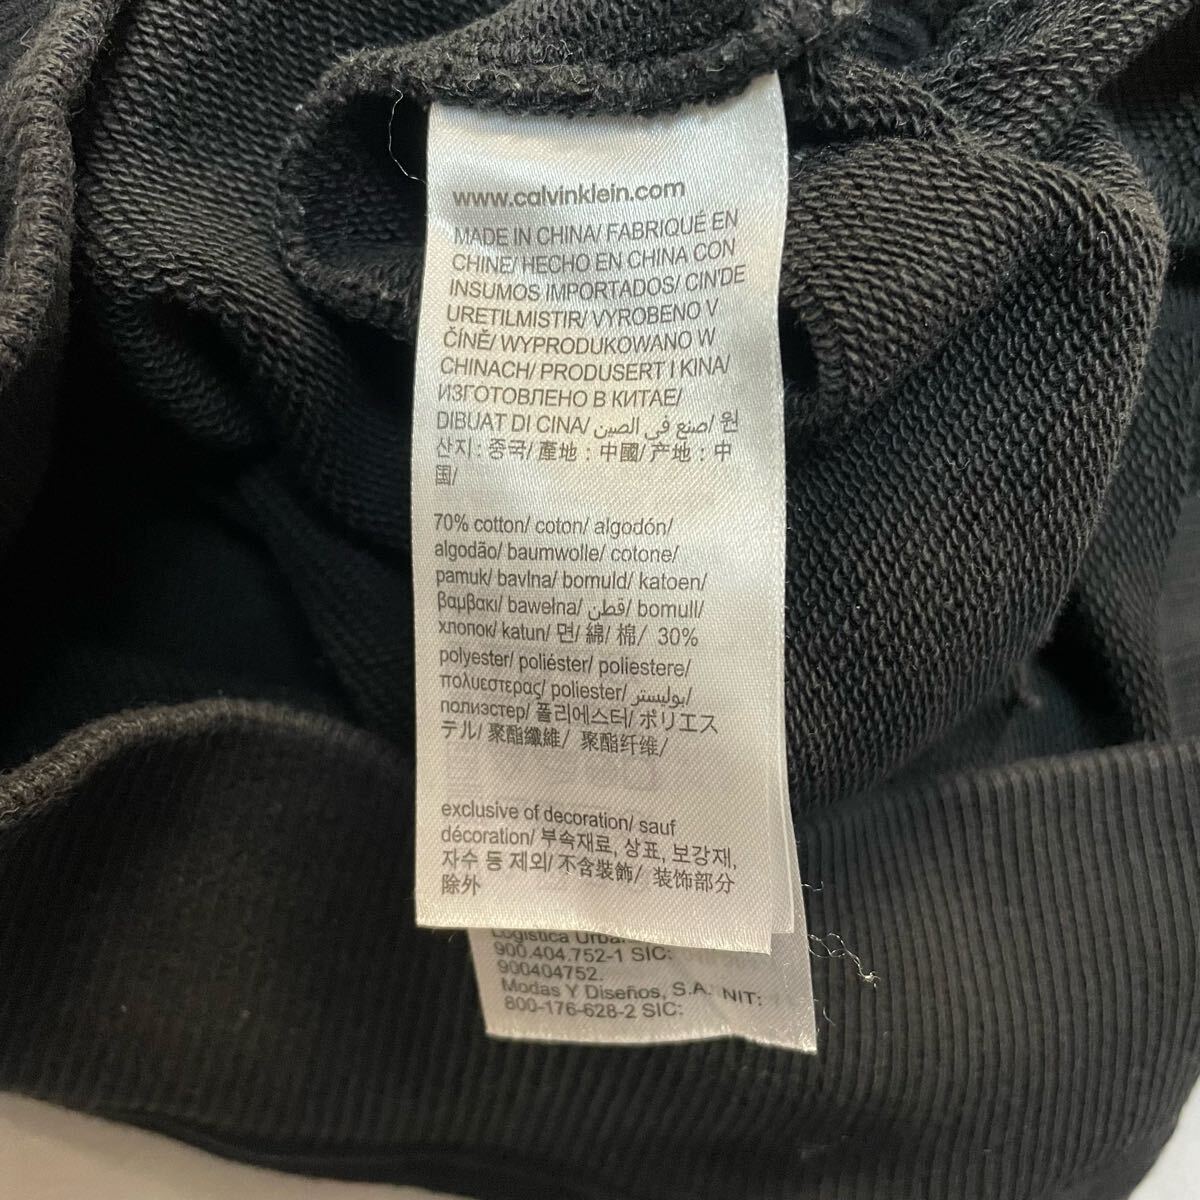 www.calvinklein.com
MADE IN CHINA/ FABRIQUÉ EN
CHINE/ HECHO EN CHINA CON
INSUMOS IMPORTADOS/ CIN'DE
URETILMISTIR/ VYROBENO V
ČÍNĚ/ WYPRODUKOWANO W
CHINACH/ PRODUSERT I KINA/
ИЗГОТОВЛЕНО В КИТАЕ/
DIBUAT DI CINA/ صنع في الصين/ 원
산지: 중국/ 產地：中國/ 产地：中
国/
70% cotton/ coton/ algodón/
algodão/ baumwolle/ cotone/
pamuk/ bavlna/ bomuld/ katoen/
βαμβακι/ bawełna/ قطن/ bomull/
хлопок/ katun/ 면/ 綿/ 棉/ 30%
polyester/ poliéster/ poliestere/
πολυεστερας/ poliester/ بوليستر/
полиэстер/ 폴리에스터/ ポリエス
テル/ 聚酯纖維/ 聚酯纤维/
exclusive of decoration/ sauf
décoration/ 부속재료, 상표, 보강재,
자수 등 제외/ 不含裝飾/ 装饰部分
除外
Logistica
900.404.752-1 SIC:
900404752.
Modas Y Diseños, S.A. NIT:
800-176-628-2 SIC: